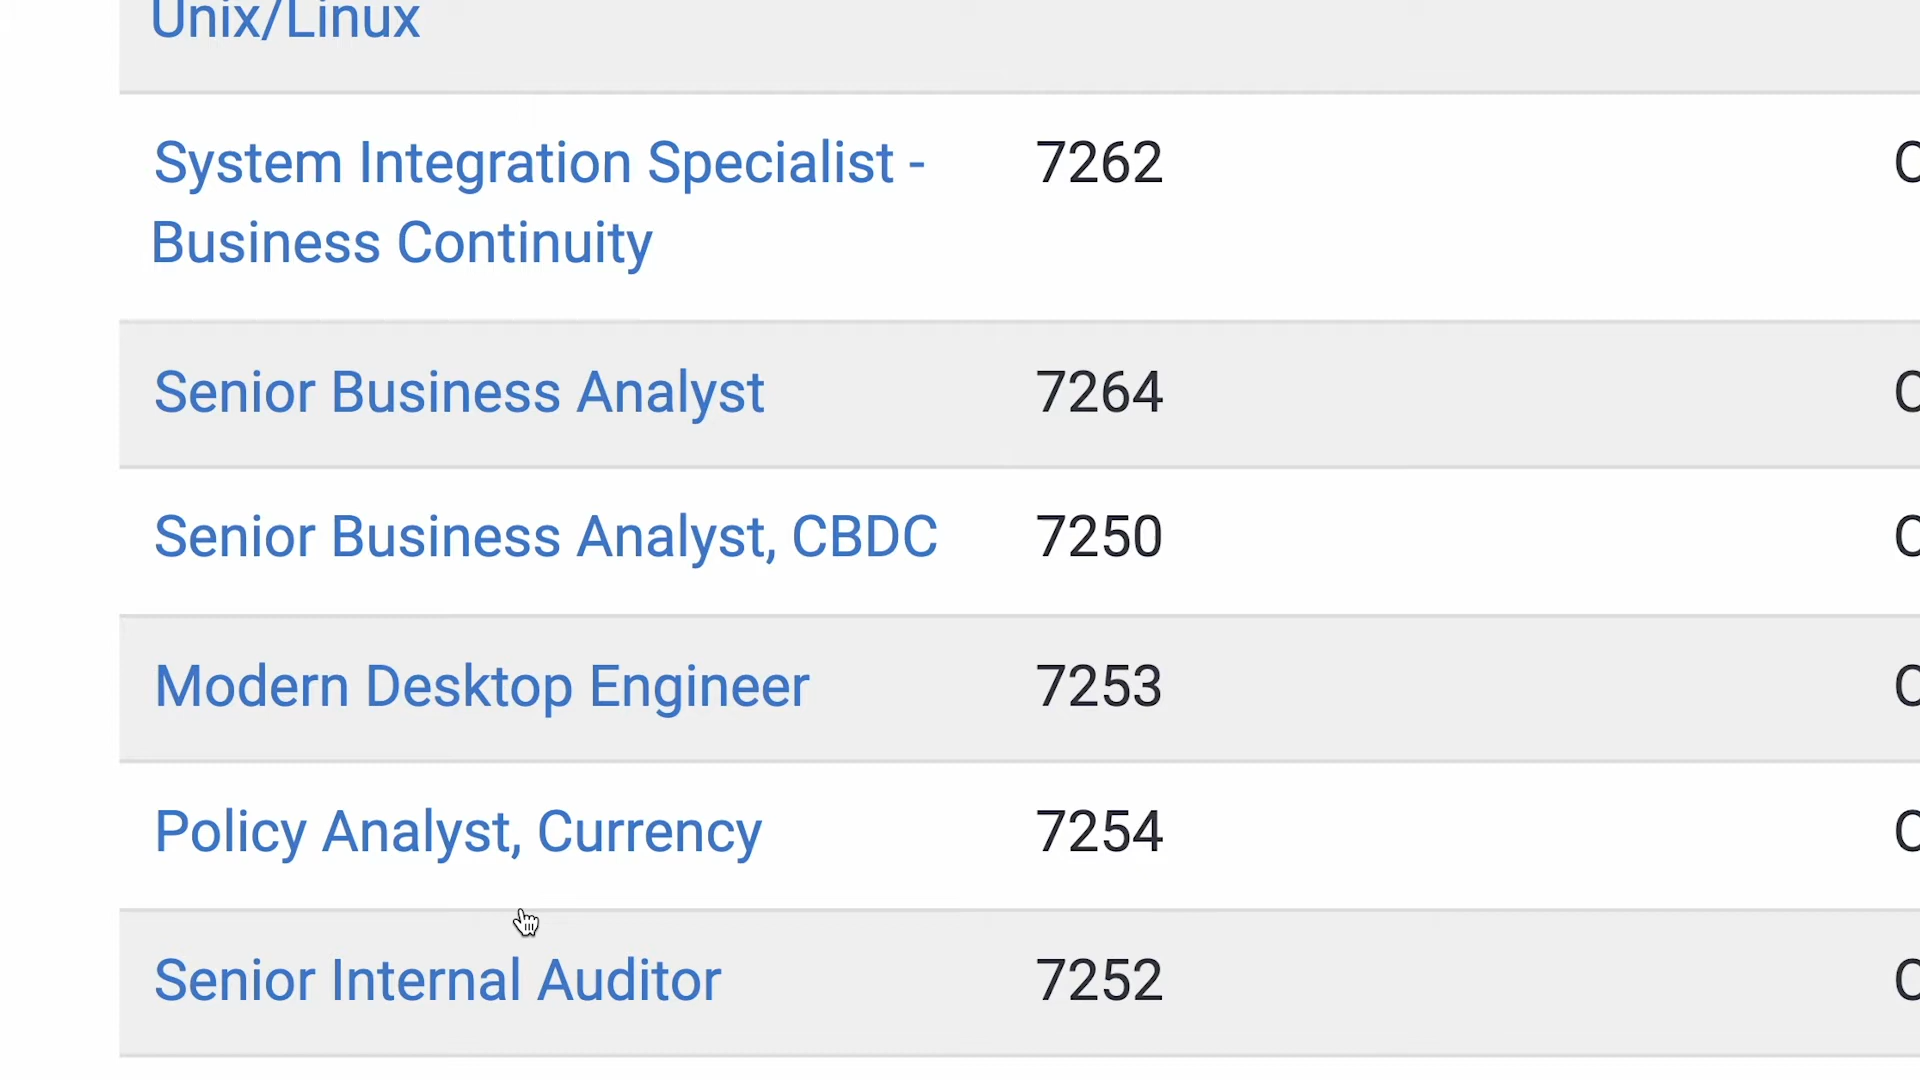 Unix/Linux
System Integration Specialist - 7262
Business Continuity
Senior Business Analyst 7264
Senior Business Analyst, CBDC 7250
Modern Desktop Engineer 7253
Policy Analyst, Currency 7254
Senior Internal Auditor 7252